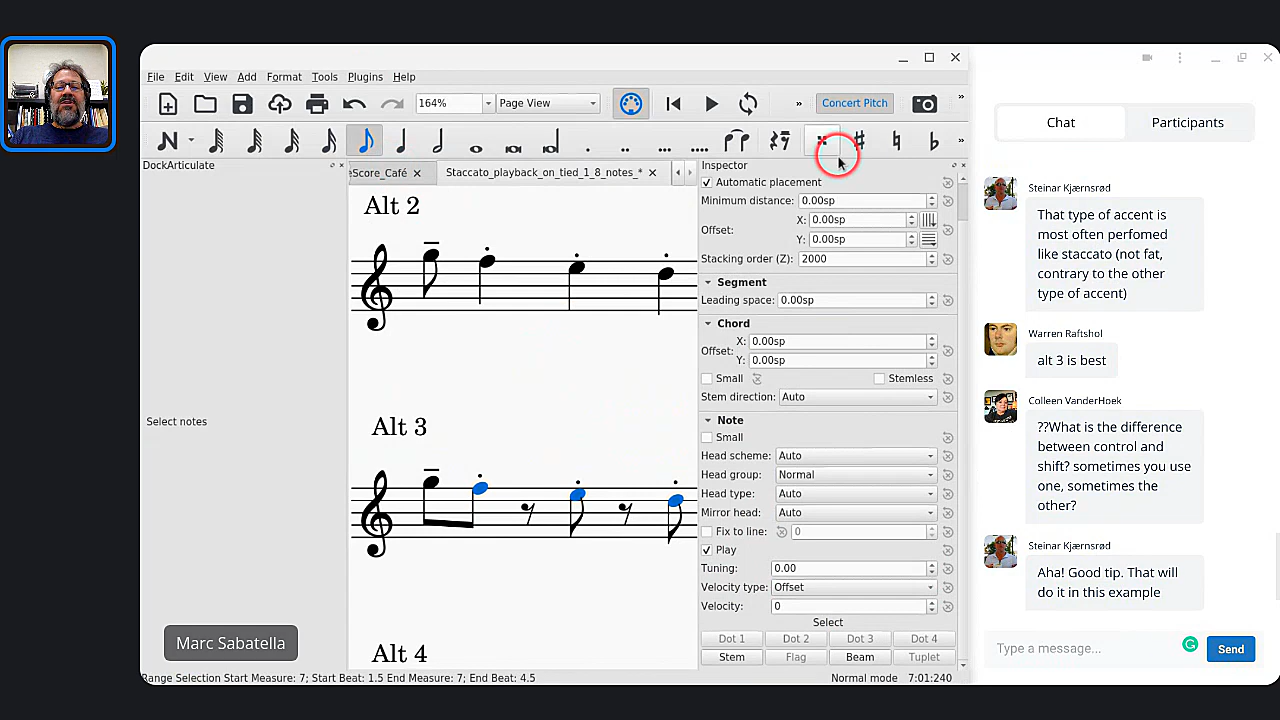 File Edit View Add Format Tools Plugins Help
164% Page View » Concert Pitch »
»
DockArticulate
Select notes
eScore_Café Staccato_playback_on_tied_1_8_notes_*
Alt 2
Alt 3
Alt 4
Inspector
Automatic placement
Minimum distance: 0.00sp
Offset: X: 0.00sp
Y: 0.00sp
Stacking order (Z): 2000
Segment
Leading space: 0.00sp
Chord
Offset: X: 0.00sp
Y: 0.00sp
Small Stemless
Stem direction: Auto
Note
Small
Head scheme: Auto
Head group: Normal
Head type: Auto
Mirror head: Auto
Fix to line: 0
Play
Tuning: 0.00
Velocity type: Offset
Velocity: 0
Select
Dot 1 Dot 2 Dot 3 Dot 4
Stem Flag Beam Tuplet
Marc Sabatella
Range Selection Start Measure: 7; Start Beat: 1.5 End Measure: 7; End Beat: 4.5
Normal mode 7:01:240
Chat Participants
Steinar Kjærnsrød
That type of accent is
most often perfomed
like staccato (not fat,
contrary to the other
type of accent)
Warren Raftshol
alt 3 is best
Colleen VanderHoek
??What is the difference
between control and
shift? sometimes you use
one, sometimes the
other?
Steinar Kjærnsrød
Aha! Good tip. That will
do it in this example
Type a message... Send